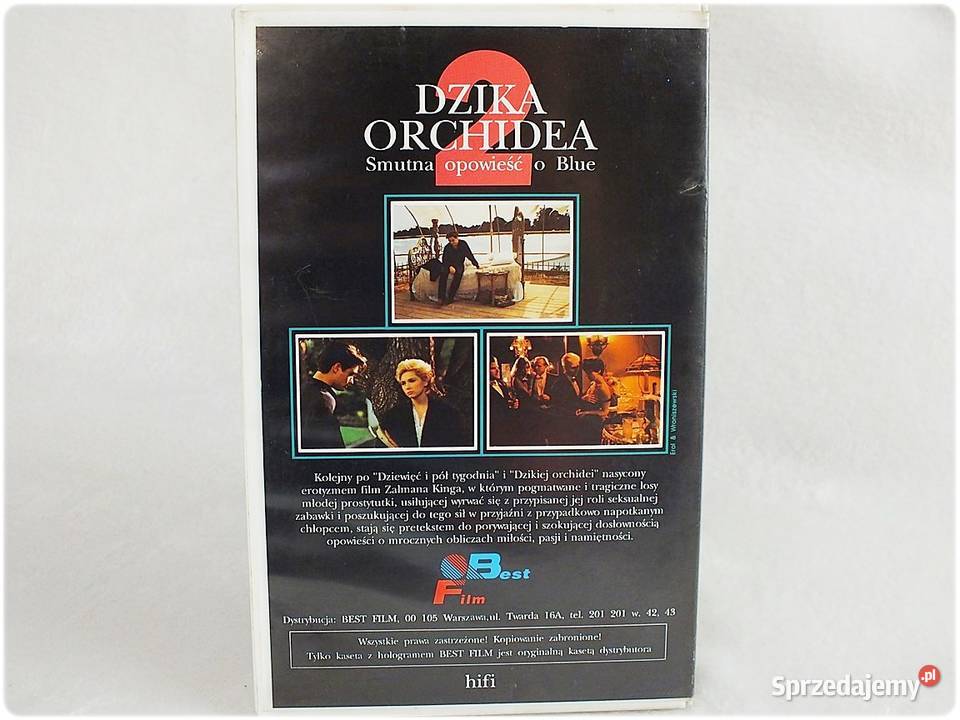 2
DZIKA
ORCHIDEA
Smutna opowieść o Blue
Erol & Wroniszewski
Kolejny po "Dziewięć i pół tygodnia" i "Dzikiej orchidei" nasycony
erotyzmem film Zalmana Kinga, w którym pogmatwane i tragiczne losy
młodej prostytutki, usiłującej wyrwać się z przypisanej jej roli seksualnej
zabawki i poszukującej do tego sił w przyjaźni z przypadkowo napotkanym
chłopcem, stają się pretekstem do porywającej i szokującej dosłownością
opowieści o mrocznych obliczach miłości, pasji i namiętności.
Best
Film
Dystrybucja: BEST FILM, 00 105 Warszawa,ul. Twarda 16A, tel. 201 201 w. 42, 43
Wszystkie prawa zastrzeżone! Kopiowanie zabronione!
Tylko kaseta z hologramem BEST FILM jest oryginalną kasetą dystrybutora
hifi
Sprzedajemy.pl